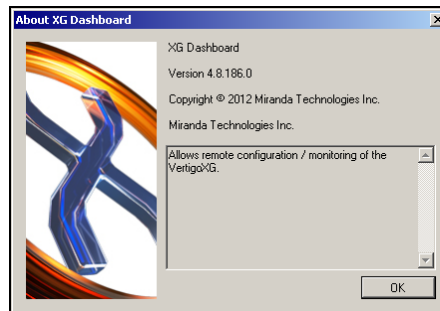 About XG Dashboard
XG Dashboard
Version 4.8.186.0
Copyright © 2012 Miranda Technologies Inc.
Miranda Technologies Inc.
Allows remote configuration / monitoring of the
VertigoXG.
OK